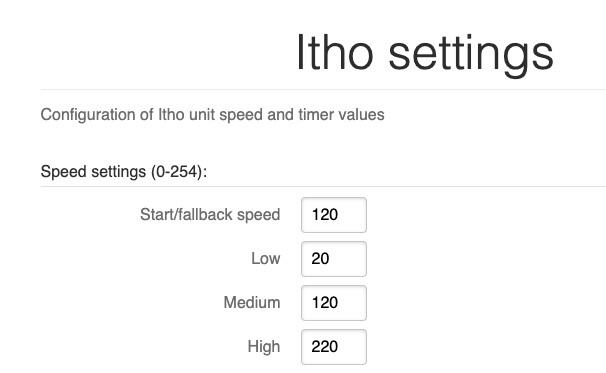 Itho settings
Configuration of Itho unit speed and timer values
Speed settings (0-254):
Start/fallback speed 120
Low 20
Medium 120
High 220